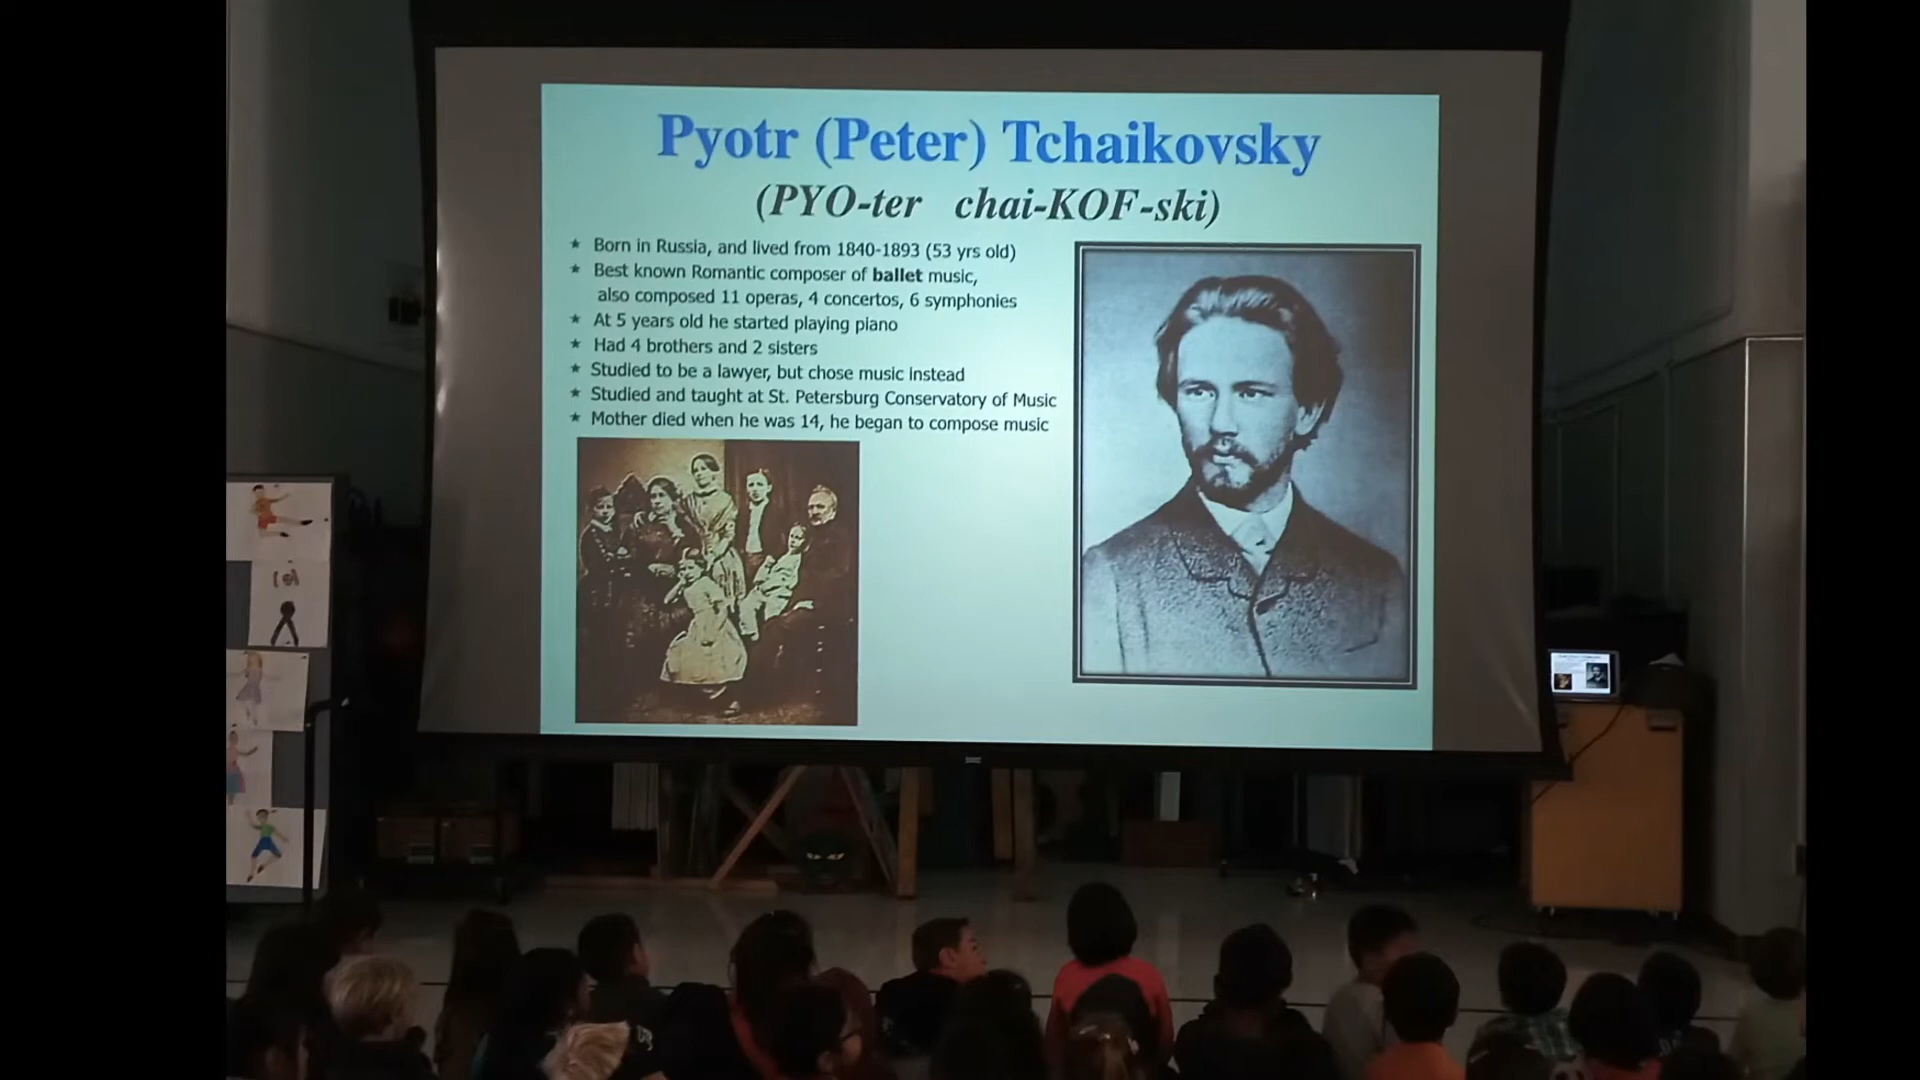 Pyotr (Peter) Tchaikovsky
(PYO-ter chai-KOF-ski)
★ Born in Russia, and lived from 1840-1893 (53 yrs old)
★ Best known Romantic composer of ballet music,
also composed 11 operas, 4 concertos, 6 symphonies
★ At 5 years old he started playing piano
★ Had 4 brothers and 2 sisters
★ Studied to be a lawyer, but chose music instead
★ Studied and taught at St. Petersburg Conservatory of Music
★ Mother died when he was 14, he began to compose music